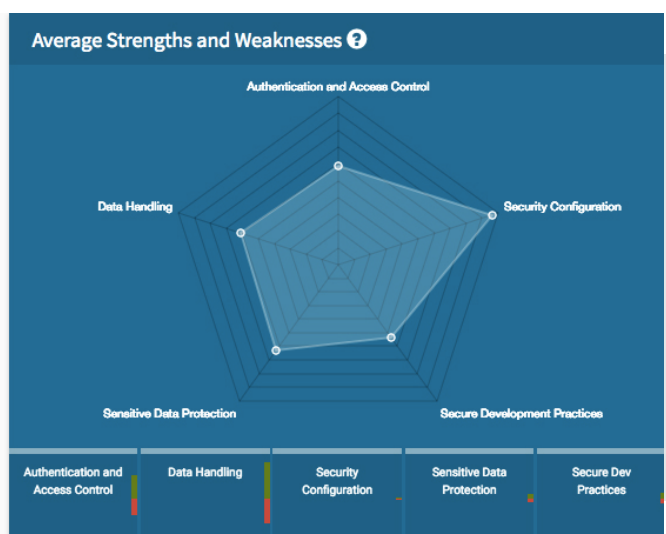 Average Strengths and Weaknesses ?
Authentication and Access Control
Data Handling
Security Configuration
Sensitive Data Protection
Secure Development Practices
Authentication and
Access Control
Data Handling
Security
Configuration
Sensitive Data
Protection
Secure Dev
Practices